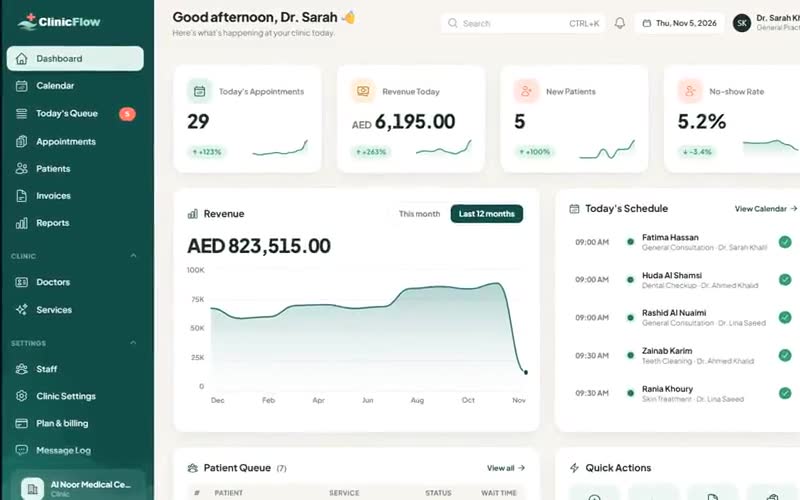 ClinicFlow
Dashboard
Calendar
Today's Queue 5
Appointments
Patients
Invoices
Reports
CLINIC
Doctors
Services
SETTINGS
Staff
Clinic Settings
Plan & billing
Message Log
Al Noor Medical Ce...
Clinic
Good afternoon, Dr. Sarah
Here's what's happening at your clinic today.
Search CTRL+K
Thu, Nov 5, 2026
SK
Dr. Sarah
General
Today's Appointments
29
↑ +123%
Revenue Today
AED 6,195.00
↑ +263%
New Patients
5
↑ +100%
No-show Rate
5.2%
↓ -3.4%
Revenue
This month Last 12 months
AED 823,515.00
100K
75K
50K
25K
0
Dec Feb Apr Jun Aug Oct Nov
Today's Schedule View Calendar →
09:00 AM Fatima Hassan
General Consultation · Dr. Sarah Khalil
09:00 AM Huda Al Shamsi
Dental Checkup · Dr. Ahmed Khalid
09:00 AM Rashid Al Nuaimi
General Consultation · Dr. Lina Saeed
09:30 AM Zainab Karim
Teeth Cleaning · Dr. Ahmed Khalid
09:30 AM Rania Khoury
Skin Treatment · Dr. Lina Saeed
Patient Queue (7) View all →
# PATIENT SERVICE STATUS WAIT TIME
Quick Actions